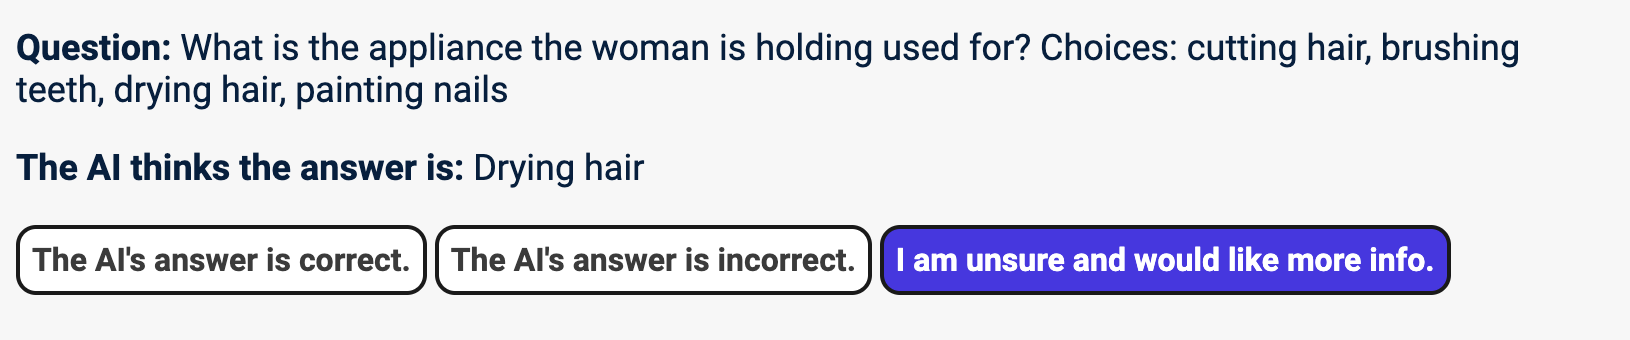 Question: What is the appliance the woman is holding used for? Choices: cutting hair, brushing
teeth, drying hair, painting nails
The AI thinks the answer is: Drying hair
The AI's answer is correct. The AI's answer is incorrect. I am unsure and would like more info.